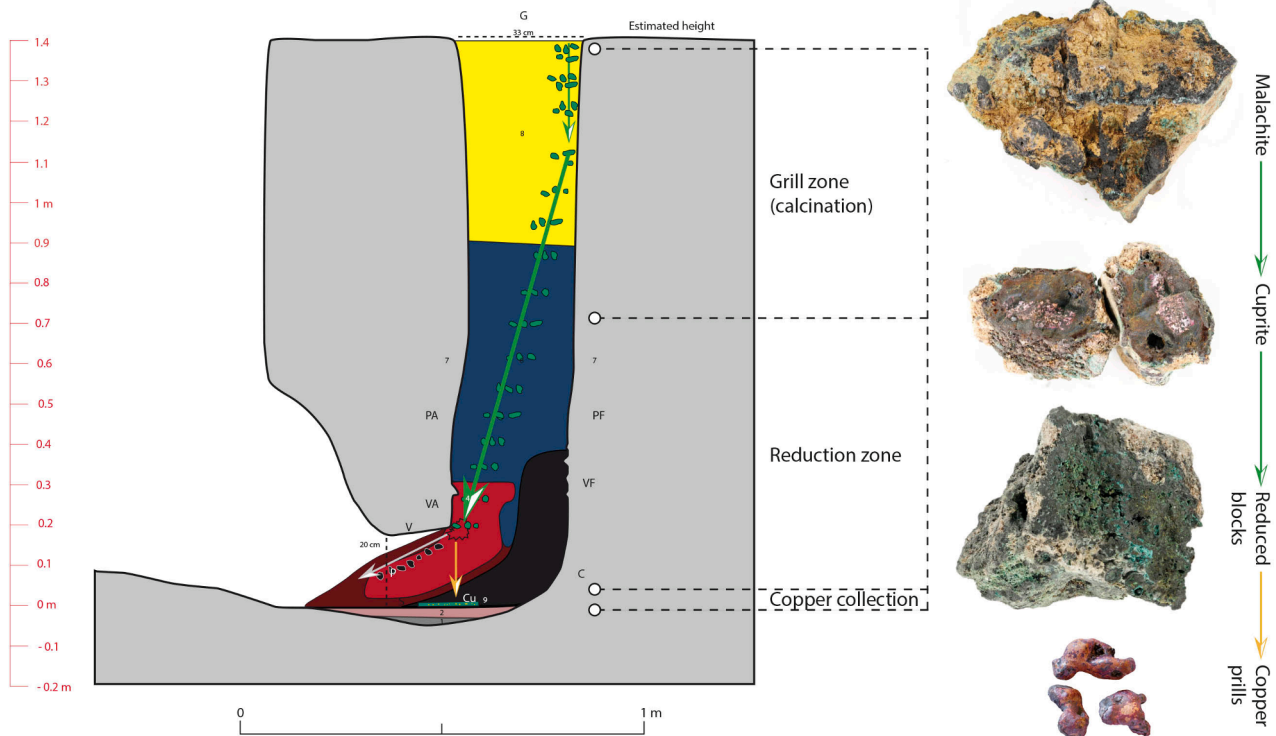 G
33 cm
Estimated height
1.4
1.3
1.2
1.1
1 m
0.9
0.8
0.7
0.6
0.5
0.4
0.3
0.2
0.1
0 m
- 0.1
- 0.2 m
8
7
7
PA
PF
VA
VF
V
4
20 cm
P
C
Cu
9
2
1
Grill zone
(calcination)
Reduction zone
Copper collection
0
1 m
Malachite
Cuprite
Reduced
blocks
Copper
prills